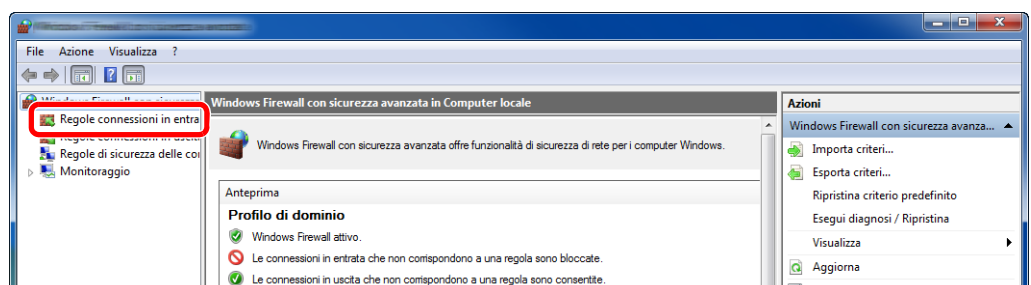 File Azione Visualizza ?
Windows Firewall con sicurezza avanzata in Computer locale
Azioni
Regole connessioni in entra
Windows Firewall con sicurezza avanza...
Regole di sicurezza delle co
Monitoraggio
Windows Firewall con sicurezza avanzata offre funzionalità di sicurezza di rete per i computer Windows.
Importa criteri...
Esporta criteri...
Ripristina criterio predefinito
Esegui diagnosi / Ripristina
Visualizza
Aggiorna
Anteprima
Profilo di dominio
Windows Firewall attivo.
Le connessioni in entrata che non corrispondono a una regola sono bloccate.
Le connessioni in uscita che non corrispondono a una regola sono consentite.